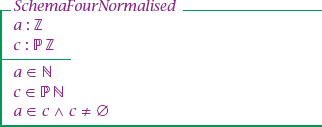 SchemaFourNormalised
a : ℤ
c : ℙ ℤ
a ∈ ℕ
c ∈ ℙ ℕ
a ∈ c ∧ c ≠ ∅